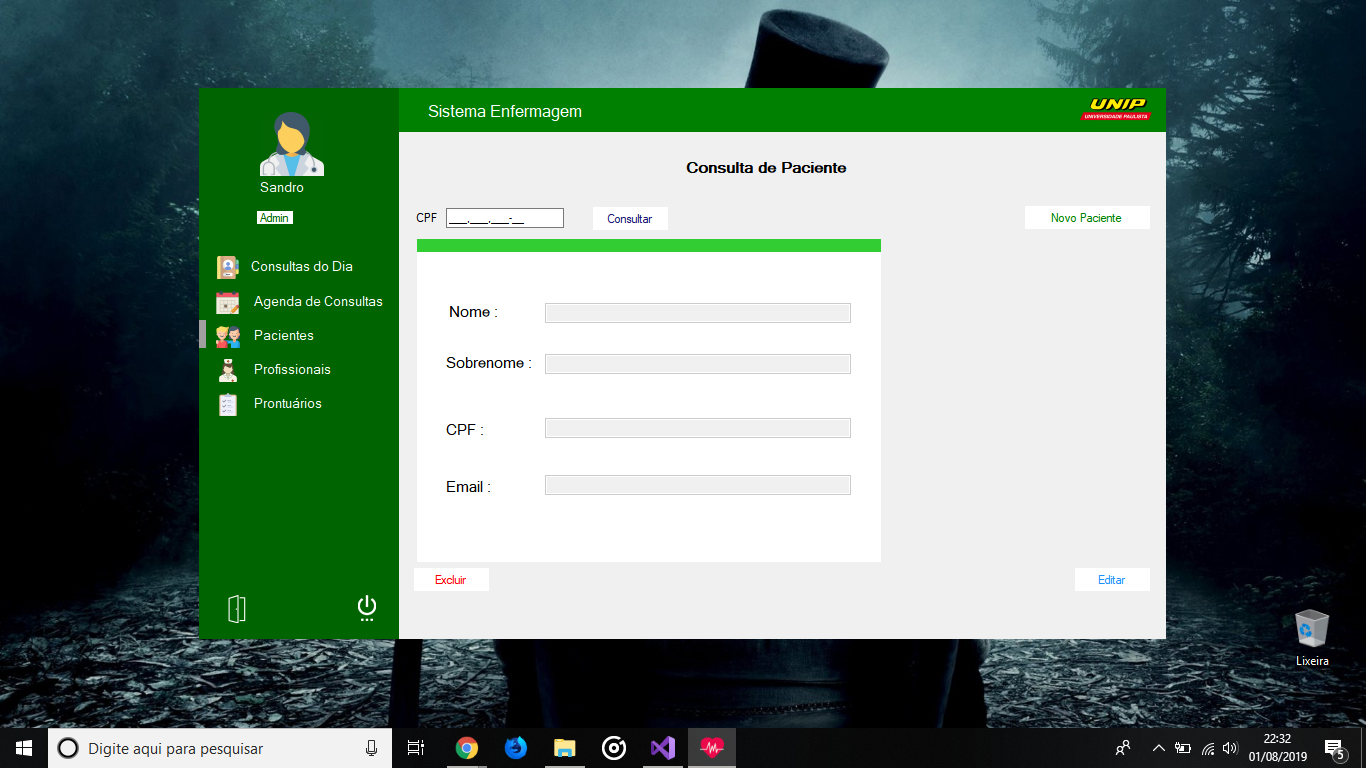 Sistema Enfermagem
UNIP
UNIVERSIDADE PAULISTA
Sandro
Admin
Consultas do Dia
Agenda de Consultas
Pacientes
Profissionais
Prontuários
Consulta de Paciente
CPF ___.___.___-__
Consultar
Novo Paciente
Nome :
Sobrenome :
CPF :
Email :
Excluir
Editar
Lixeira
Digite aqui para pesquisar
22:32
01/08/2019
5